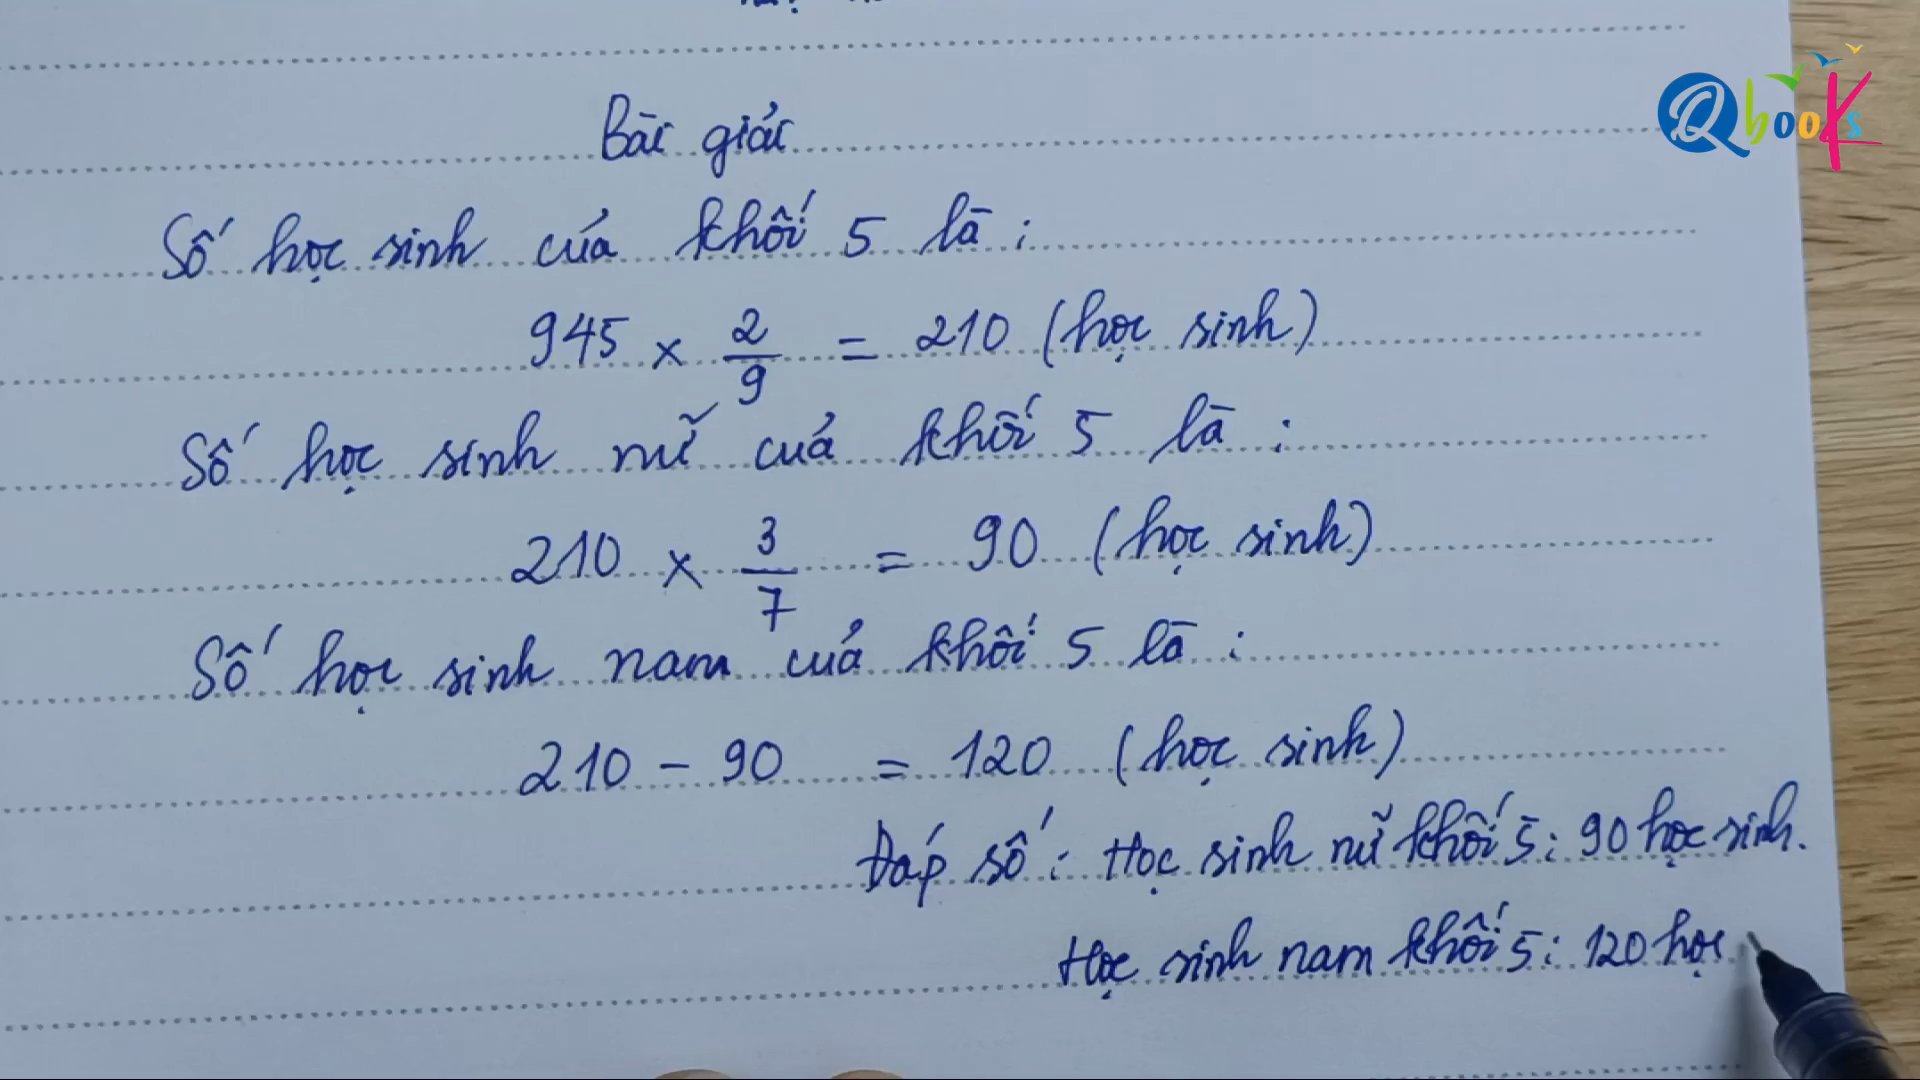 Qbooks
Bài giải
Số học sinh của khối 5 là :
945 × 2/9 = 210 (học sinh)
Số học sinh nữ của khối 5 là :
210 × 3/7 = 90 (học sinh)
Số học sinh nam của khối 5 là :
210 - 90 = 120 (học sinh)
Đáp số : Học sinh nữ khối 5 : 90 học sinh.
Học sinh nam khối 5 : 120 học